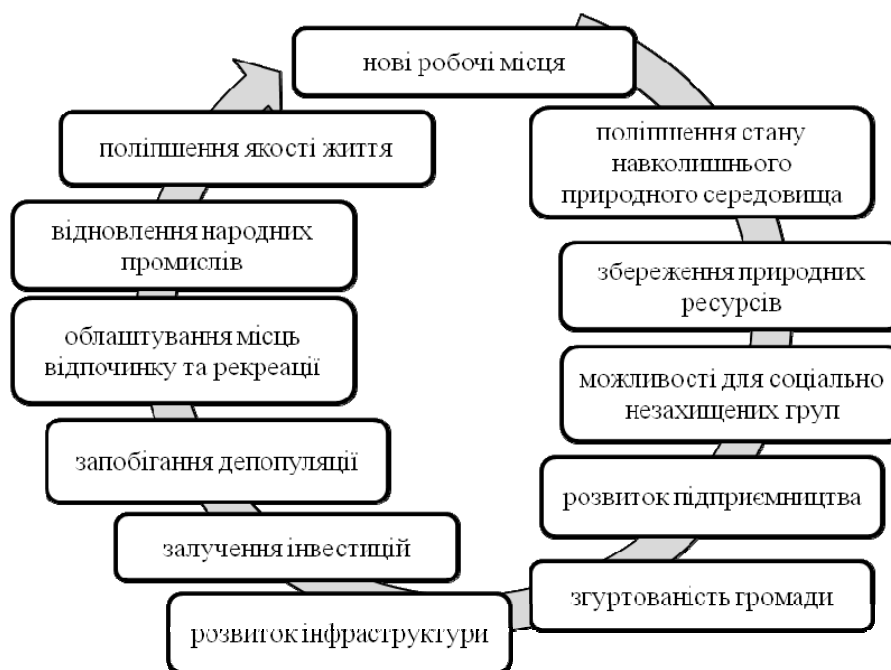 нові робочі місця
поліпшення стану
навколишнього
природного середовища
збереження природних
ресурсів
можливості для соціально
незахищених груп
розвиток підприємництва
згуртованість громади
розвиток інфраструктури
залучення інвестицій
запобігання депопуляції
облаштування місць
відпочинку та рекреації
відновлення народних
промислів
поліпшення якості життя